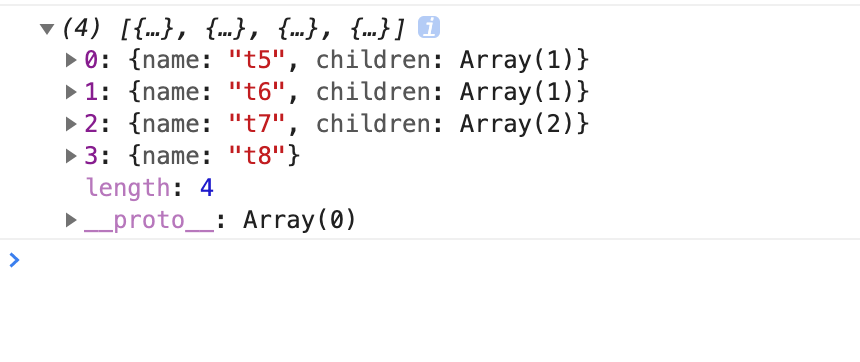 (4) [{…}, {…}, {…}, {…}] i
0: {name: "t5", children: Array(1)}
1: {name: "t6", children: Array(1)}
2: {name: "t7", children: Array(2)}
3: {name: "t8"}
length: 4
__proto__: Array(0)